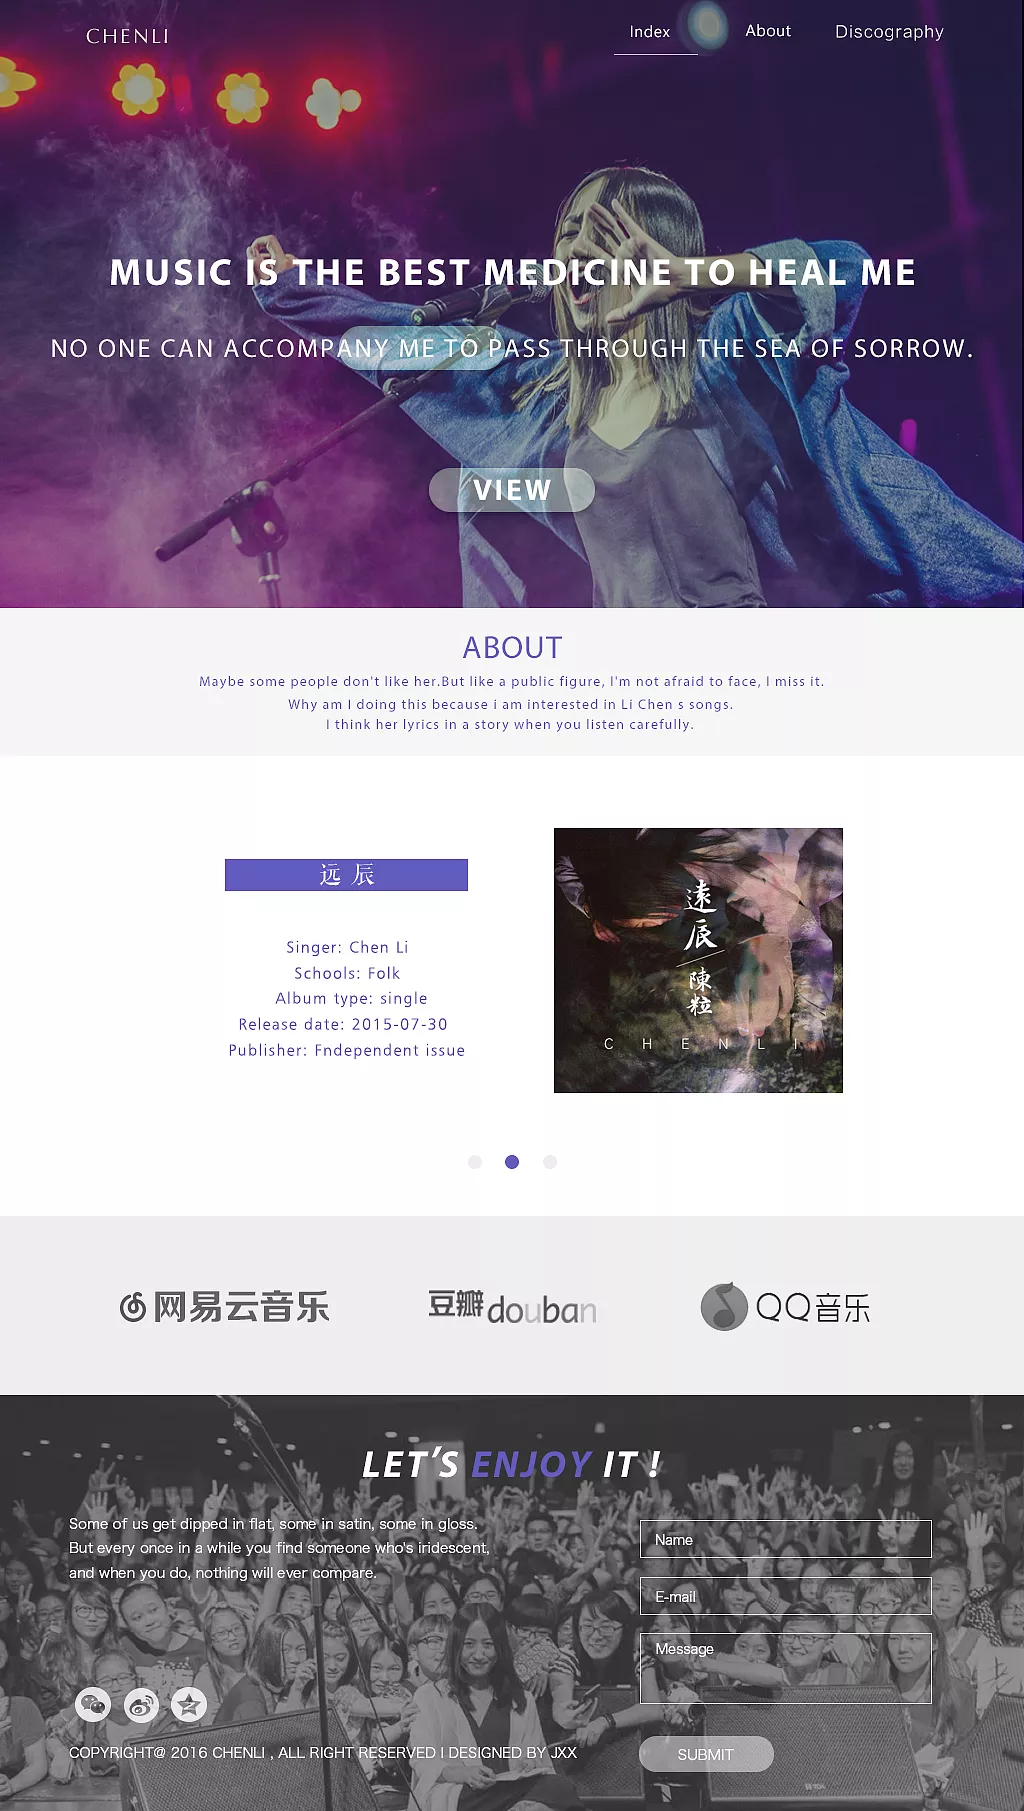 CHENLI
Index
About
Discography
MUSIC IS THE BEST MEDICINE TO HEAL ME
NO ONE CAN ACCOMPANY ME TO PASS THROUGH THE SEA OF SORROW.
VIEW
ABOUT
Maybe some people don't like her.But like a public figure, I'm not afraid to face, I miss it.
Why am I doing this because i am interested in Li Chen s songs.
I think her lyrics in a story when you listen carefully.
远辰
Singer: Chen Li
Schools: Folk
Album type: single
Release date: 2015-07-30
Publisher: Fndependent issue
遠辰
陳粒
CHENLI
网易云音乐
豆瓣douban
QQ音乐
LET'S ENJOY IT !
Some of us get dipped in flat, some in satin, some in gloss.
But every once in a while you find someone who's iridescent,
and when you do, nothing will ever compare.
Name
E-mail
Message
COPYRIGHT@ 2016 CHENLI , ALL RIGHT RESERVED I DESIGNED BY JXX
SUBMIT